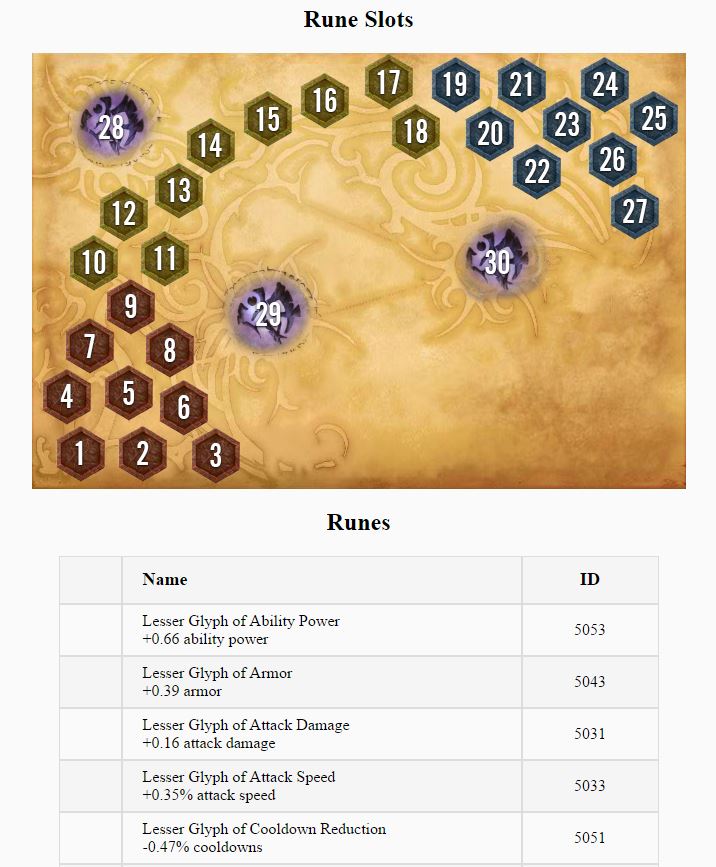 Rune Slots
28
14
15
16
17
18
19
20
21
22
23
24
25
26
27
13
12
10
11
29
30
9
7
8
4
5
6
1
2
3
Runes
Name ID
Lesser Glyph of Ability Power
+0.66 ability power
5053
Lesser Glyph of Armor
+0.39 armor
5043
Lesser Glyph of Attack Damage
+0.16 attack damage
5031
Lesser Glyph of Attack Speed
+0.35% attack speed
5033
Lesser Glyph of Cooldown Reduction
-0.47% cooldowns
5051